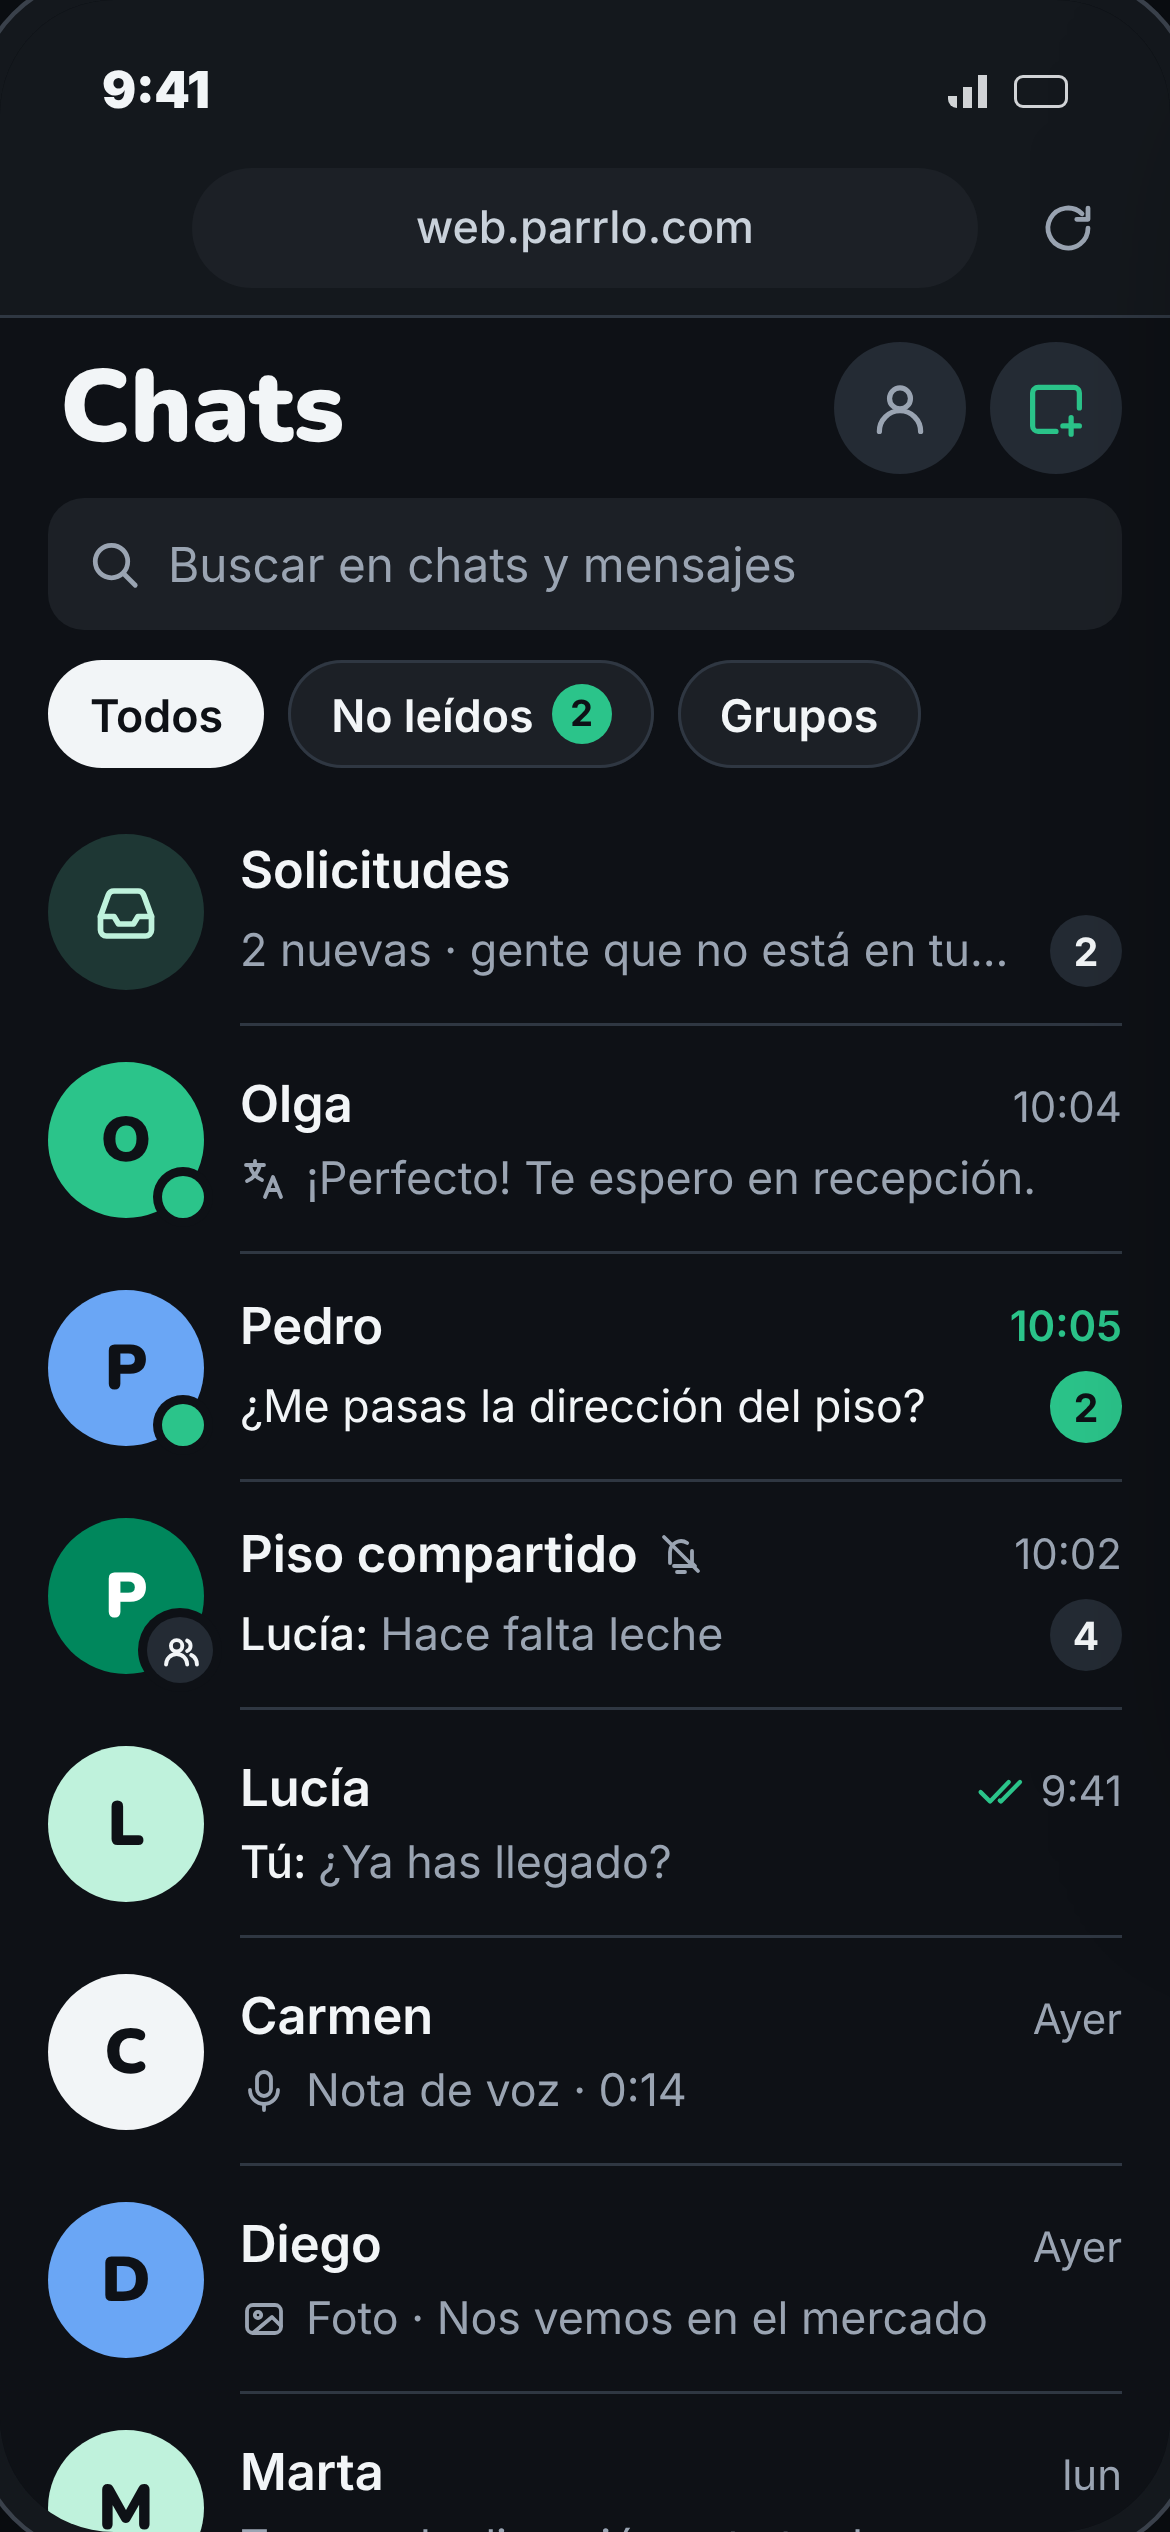 9:41
web.parrlo.com
Chats
Buscar en chats y mensajes
Todos
No leídos 2
Grupos
Solicitudes
2 nuevas · gente que no está en tu... 2
O
Olga 10:04
¡Perfecto! Te espero en recepción.
P
Pedro 10:05
¿Me pasas la dirección del piso? 2
P
Piso compartido 10:02
Lucía: Hace falta leche 4
L
Lucía 9:41
Tú: ¿Ya has llegado?
C
Carmen Ayer
Nota de voz · 0:14
D
Diego Ayer
Foto · Nos vemos en el mercado
M
Marta lun